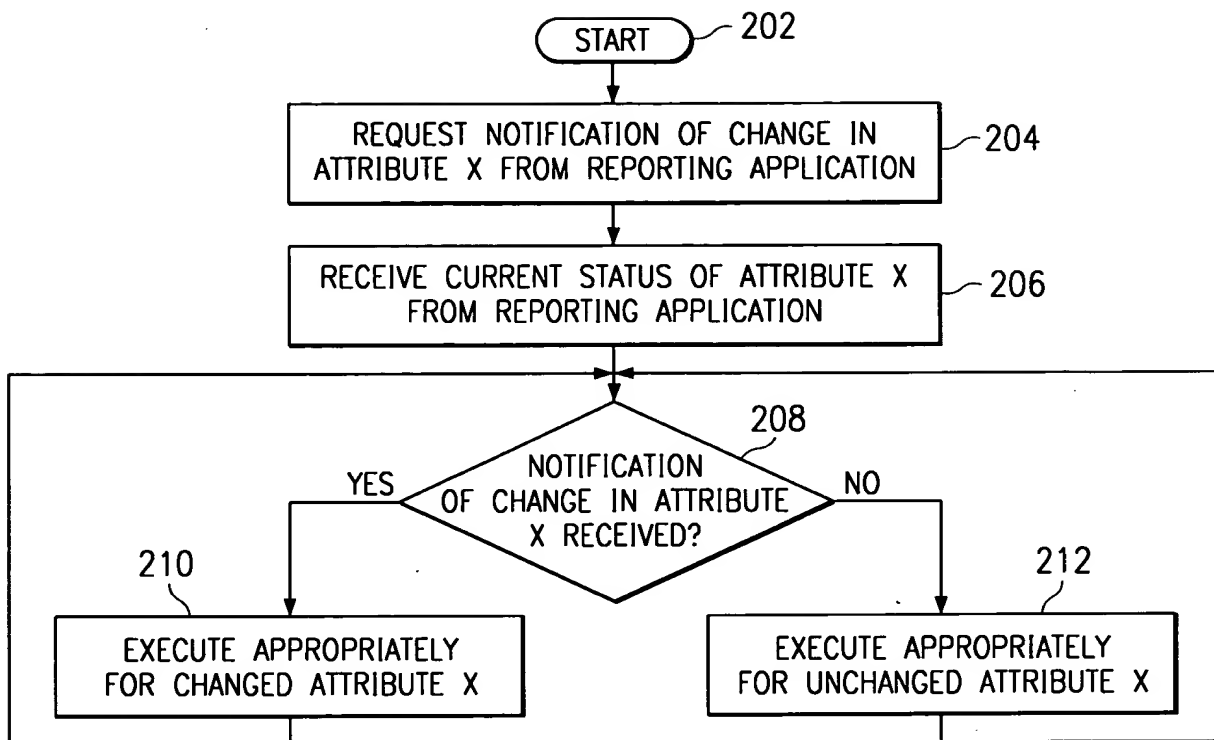 START
202
REQUEST NOTIFICATION OF CHANGE IN
ATTRIBUTE X FROM REPORTING APPLICATION
204
RECEIVE CURRENT STATUS OF ATTRIBUTE X
FROM REPORTING APPLICATION
206
208
NOTIFICATION
OF CHANGE IN ATTRIBUTE
X RECEIVED?
YES
NO
210
EXECUTE APPROPRIATELY
FOR CHANGED ATTRIBUTE X
212
EXECUTE APPROPRIATELY
FOR UNCHANGED ATTRIBUTE X